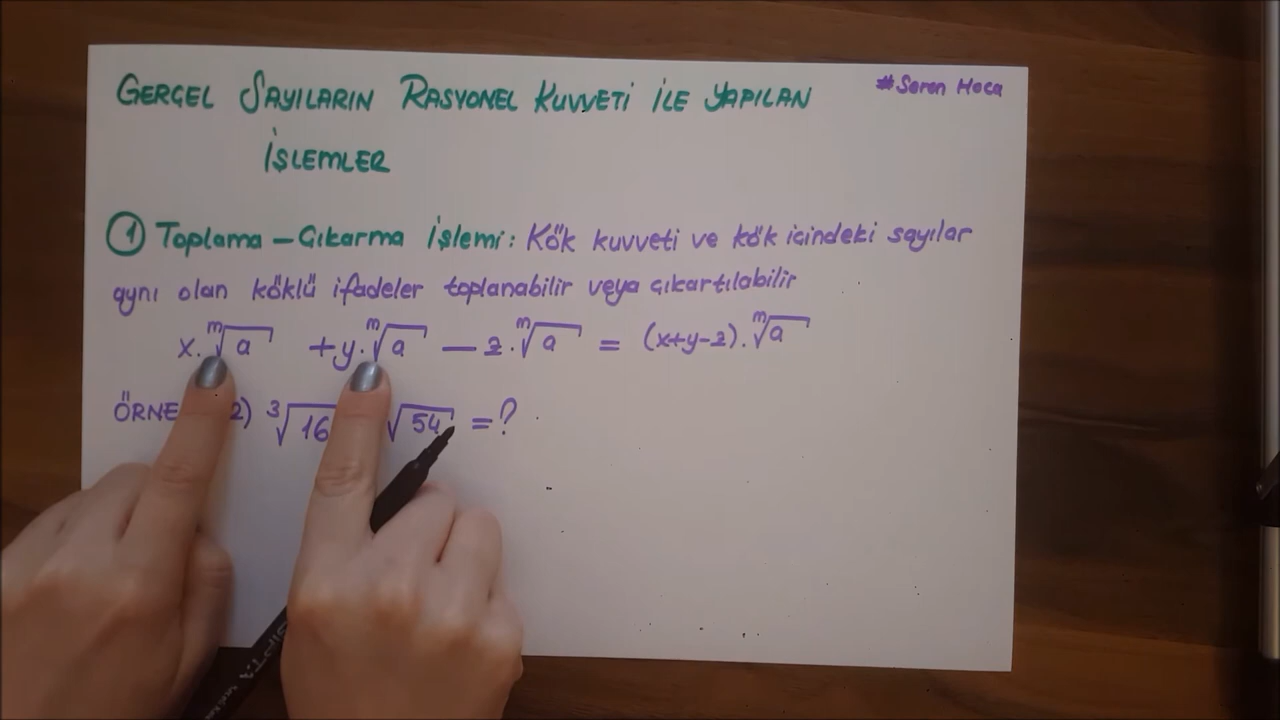 GERÇEL SAYILARIN RASYONEL KUVVETİ İLE YAPILAN
#Seren Hoca
İŞLEMLER
① Toplama – Çıkarma İşlemi: Kök kuvveti ve kök içindeki sayılar
aynı olan köklü ifadeler toplanabilir veya çıkartılabilir
x.ᵐ√a + y.ᵐ√a – z.ᵐ√a = (x+y-z).ᵐ√a
2) ³√16 √54 = ?